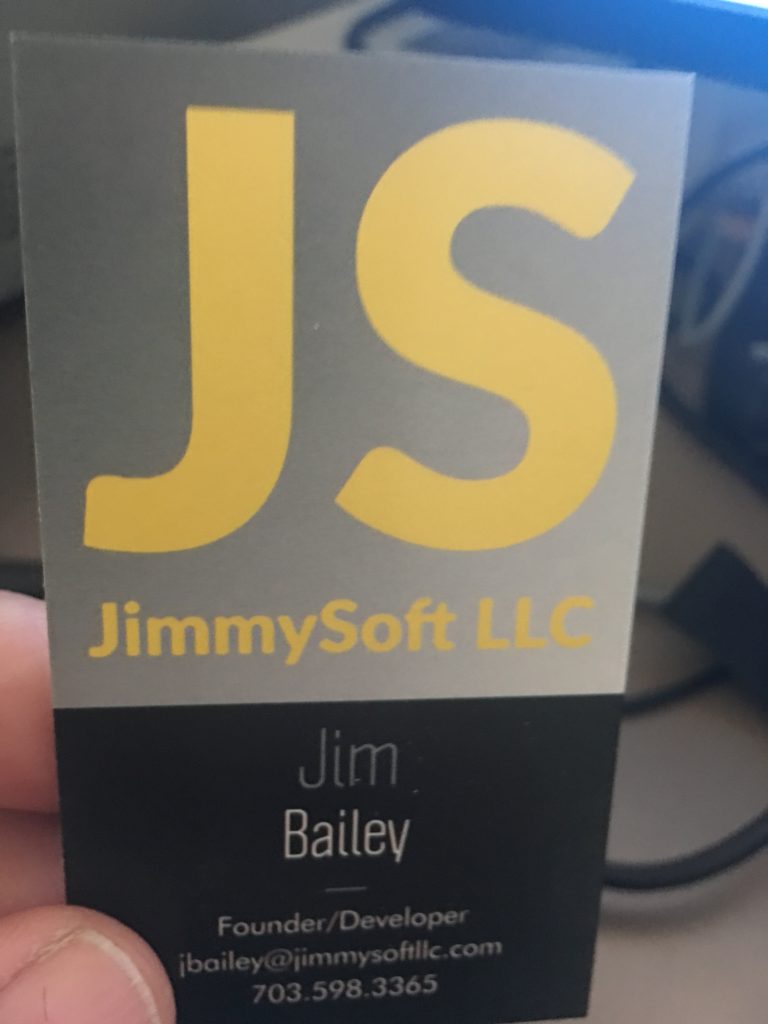 JS
JimmySoft LLC
Jim
Bailey
Founder/Developer
jbailey@jimmysoftllc.com
703.598.3365